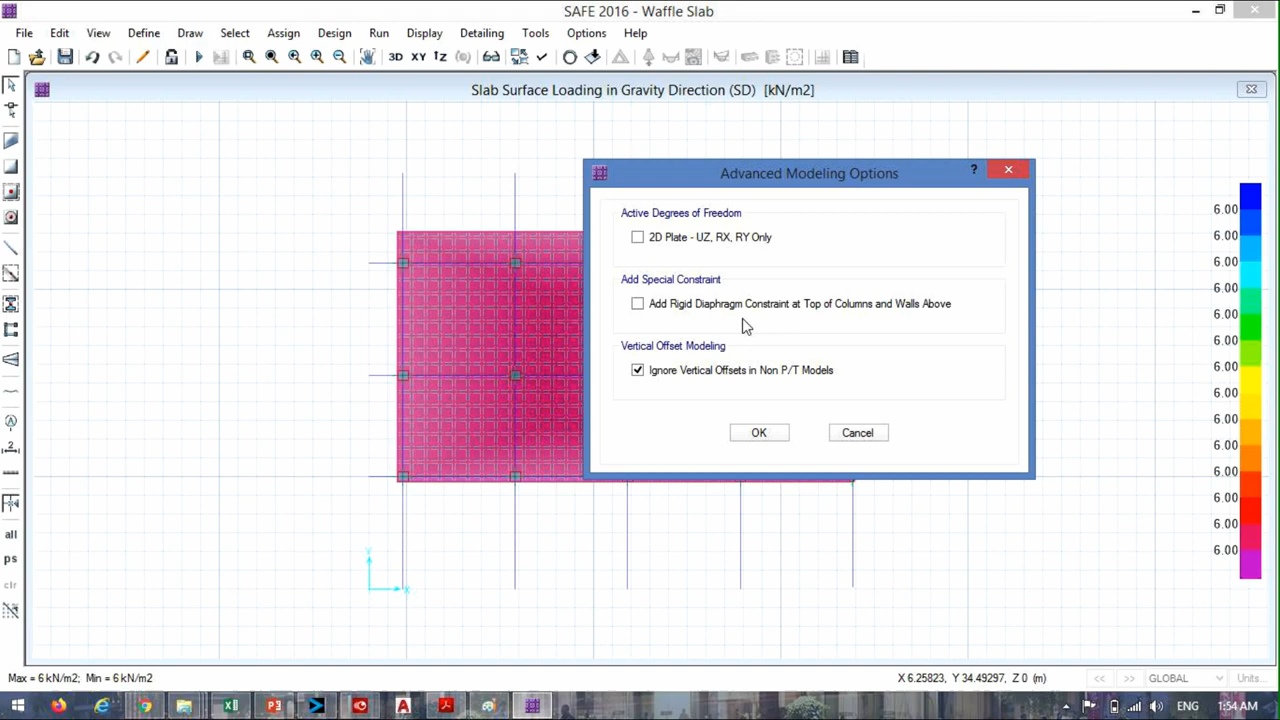 SAFE 2016 - Waffle Slab
File Edit View Define Draw Select Assign Design Run Display Detailing Tools Options Help
3D XY
Slab Surface Loading in Gravity Direction (SD) [kN/m2]
Advanced Modeling Options
?
Active Degrees of Freedom
2D Plate - UZ, RX, RY Only
Add Special Constraint
Add Rigid Diaphragm Constraint at Top of Columns and Walls Above
Vertical Offset Modeling
Ignore Vertical Offsets in Non P/T Models
OK Cancel
6.00
6.00
6.00
6.00
6.00
6.00
6.00
6.00
6.00
6.00
6.00
6.00
6.00
6.00
all
ps
clr
Y
X
Max = 6 kN/m2; Min = 6 kN/m2
X 6.25823, Y 34.49297, Z 0 (m)
<< >>
GLOBAL
Units...
ENG
1:54 AM